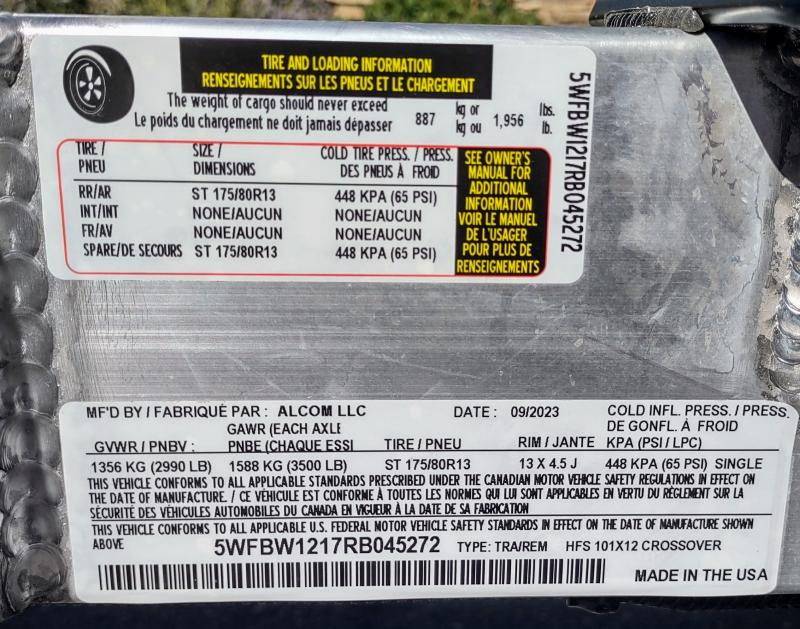 TIRE AND LOADING INFORMATION
RENSEIGNEMENTS SUR LES PNEUS ET LE CHARGEMENT
The weight of cargo should never exceed 887 kg or 1,956 lbs.
Le poids du chargement ne doit jamais dépasser kg ou lb.
TIRE / SIZE / COLD TIRE PRESS. / PRESS.
PNEU DIMENSIONS DES PNEUS À FROID
RR/AR ST 175/80R13 448 KPA (65 PSI)
INT/INT NONE/AUCUN NONE/AUCUN
FR/AV NONE/AUCUN NONE/AUCUN
SPARE/DE SECOURS ST 175/80R13 448 KPA (65 PSI)
SEE OWNER'S
MANUAL FOR
ADDITIONAL
INFORMATION
VOIR LE MANUEL
DE L'USAGER
POUR PLUS DE
RENSEIGNEMENTS
5WFBW1217RB045272
MF'D BY / FABRIQUÉ PAR : ALCOM LLC DATE : 09/2023 COLD INFL. PRESS. / PRESS.
GAWR (EACH AXLE DE GONFL. À FROID
GVWR / PNBV : PNBE (CHAQUE ESSI TIRE / PNEU RIM / JANTE KPA (PSI / LPC)
1356 KG (2990 LB) 1588 KG (3500 LB) ST 175/80R13 13 X 4.5 J 448 KPA (65 PSI) SINGLE
THIS VEHICLE CONFORMS TO ALL APPLICABLE STANDARDS PRESCRIBED UNDER THE CANADIAN MOTOR VEHICLE SAFETY REGULATIONS IN EFFECT ON
THE DATE OF MANUFACTURE. / CE VÉHICULE EST CONFORME À TOUTES LES NORMES QUI LUI SONT APPLICABLES EN VERTU DU RÈGLEMENT SUR LA
SÉCURITÉ DES VÉHICULES AUTOMOBILES DU CANADA EN VIGUEUR À LA DATE DE SA FABRICATION
THIS VEHICLE CONFORMS TO ALL APPLICABLE U.S. FEDERAL MOTOR VEHICLE SAFETY STANDARDS IN EFFECT ON THE DATE OF MANUFACTURE SHOWN
ABOVE 5WFBW1217RB045272 TYPE: TRA/REM HFS 101X12 CROSSOVER
MADE IN THE USA